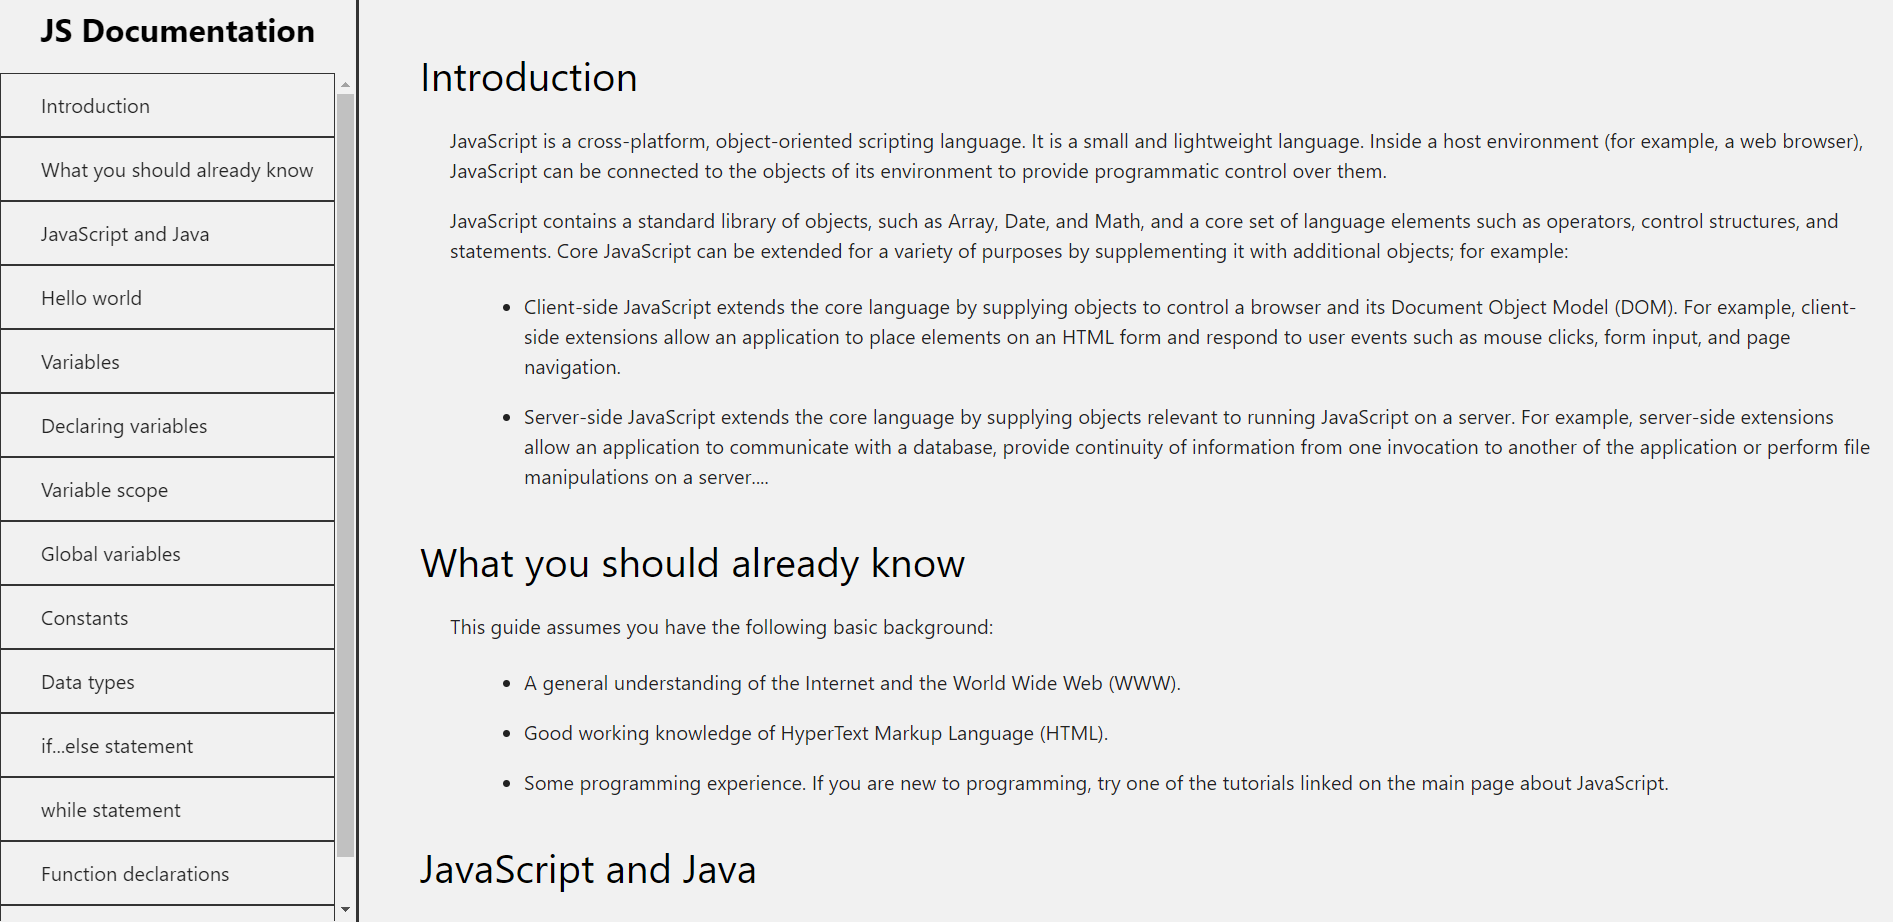 JS Documentation
Introduction
What you should already know
JavaScript and Java
Hello world
Variables
Declaring variables
Variable scope
Global variables
Constants
Data types
if...else statement
while statement
Function declarations
Introduction
JavaScript is a cross-platform, object-oriented scripting language. It is a small and lightweight language. Inside a host environment (for example, a web browser),
JavaScript can be connected to the objects of its environment to provide programmatic control over them.
JavaScript contains a standard library of objects, such as Array, Date, and Math, and a core set of language elements such as operators, control structures, and
statements. Core JavaScript can be extended for a variety of purposes by supplementing it with additional objects; for example:
• Client-side JavaScript extends the core language by supplying objects to control a browser and its Document Object Model (DOM). For example, client-
side extensions allow an application to place elements on an HTML form and respond to user events such as mouse clicks, form input, and page
navigation.
• Server-side JavaScript extends the core language by supplying objects relevant to running JavaScript on a server. For example, server-side extensions
allow an application to communicate with a database, provide continuity of information from one invocation to another of the application or perform file
manipulations on a server....
What you should already know
This guide assumes you have the following basic background:
• A general understanding of the Internet and the World Wide Web (WWW).
• Good working knowledge of HyperText Markup Language (HTML).
• Some programming experience. If you are new to programming, try one of the tutorials linked on the main page about JavaScript.
JavaScript and Java